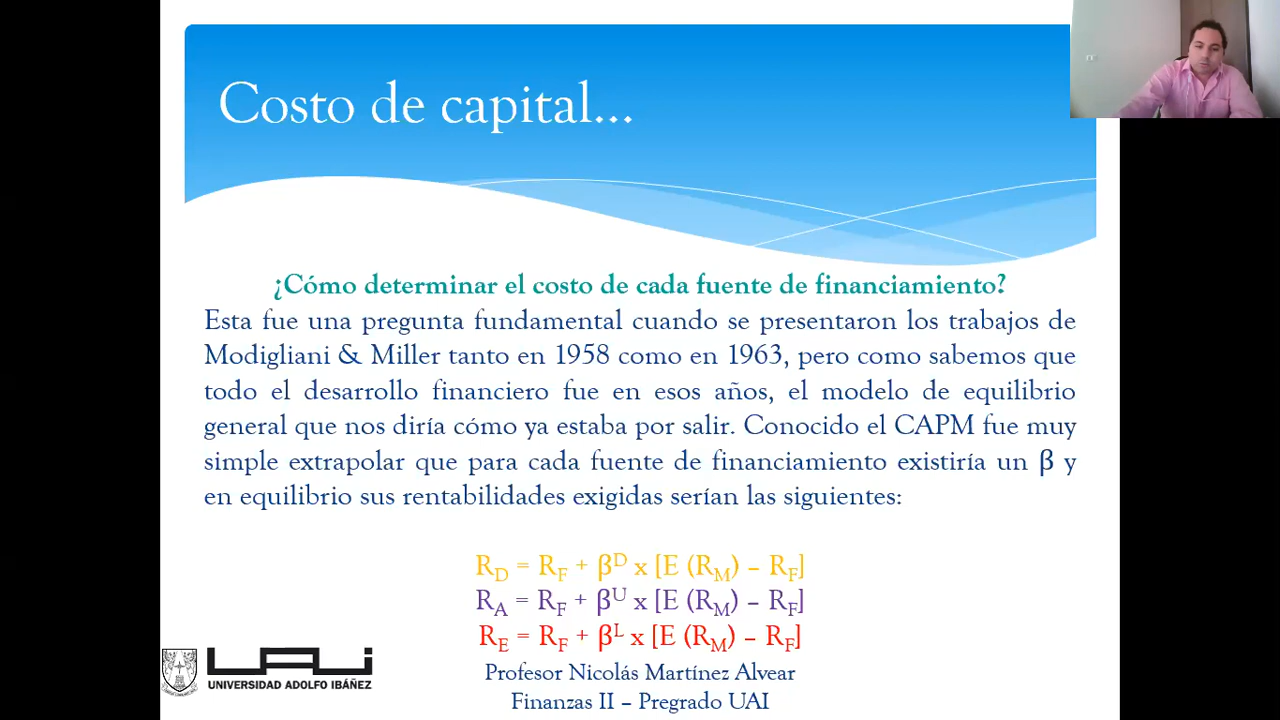 Costo de capital...
¿Cómo determinar el costo de cada fuente de financiamiento?
Esta fue una pregunta fundamental cuando se presentaron los trabajos de
Modigliani & Miller tanto en 1958 como en 1963, pero como sabemos que
todo el desarrollo financiero fue en esos años, el modelo de equilibrio
general que nos diría cómo ya estaba por salir. Conocido el CAPM fue muy
simple extrapolar que para cada fuente de financiamiento existiría un β y
en equilibrio sus rentabilidades exigidas serían las siguientes:
R_D = R_F + β^D x [E (R_M) – R_F]
R_A = R_F + β^U x [E (R_M) – R_F]
R_E = R_F + β^L x [E (R_M) – R_F]
Profesor Nicolás Martínez Alvear
Finanzas II – Pregrado UAI
UAI
UNIVERSIDAD ADOLFO IBÁÑEZ